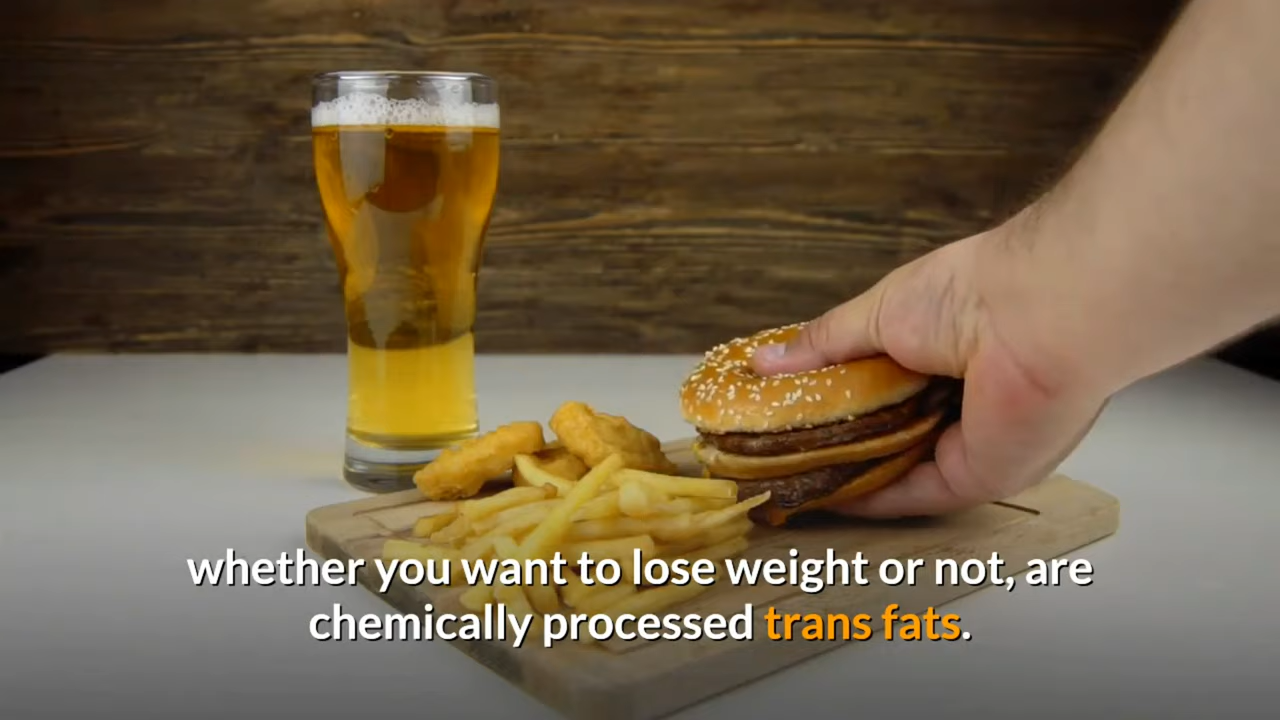 whether you want to lose weight or not, are
chemically processed trans fats.